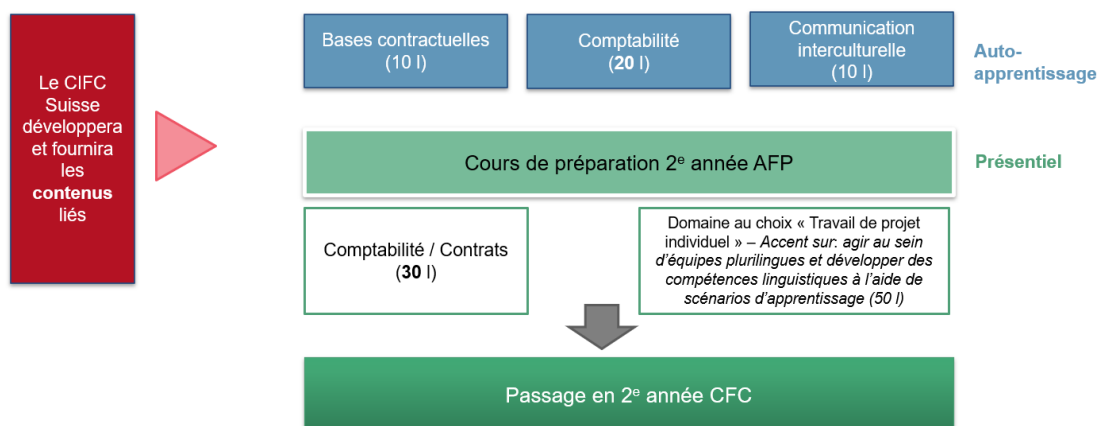 Le CIFC
Suisse
développera
et fournira
les
contenus
liés
Bases contractuelles
(10 l)
Comptabilité
(20 l)
Communication
interculturelle
(10 l)
Auto-
apprentissage
Cours de préparation 2e année AFP
Présentiel
Comptabilité / Contrats
(30 l)
Domaine au choix « Travail de projet
individuel » – Accent sur: agir au sein
d’équipes plurilingues et développer des
compétences linguistiques à l’aide de
scénarios d’apprentissage (50 l)
Passage en 2e année CFC